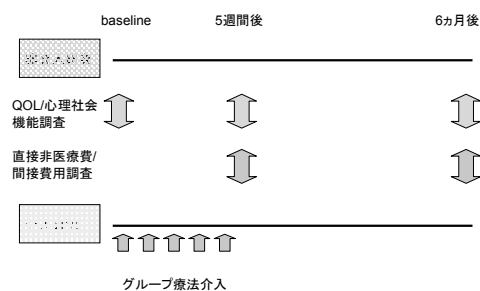 baseline 5週間後 6ヵ月後
QOL/心理社会
機能調査
直接非医療費/
間接費用調査
グループ療法介入